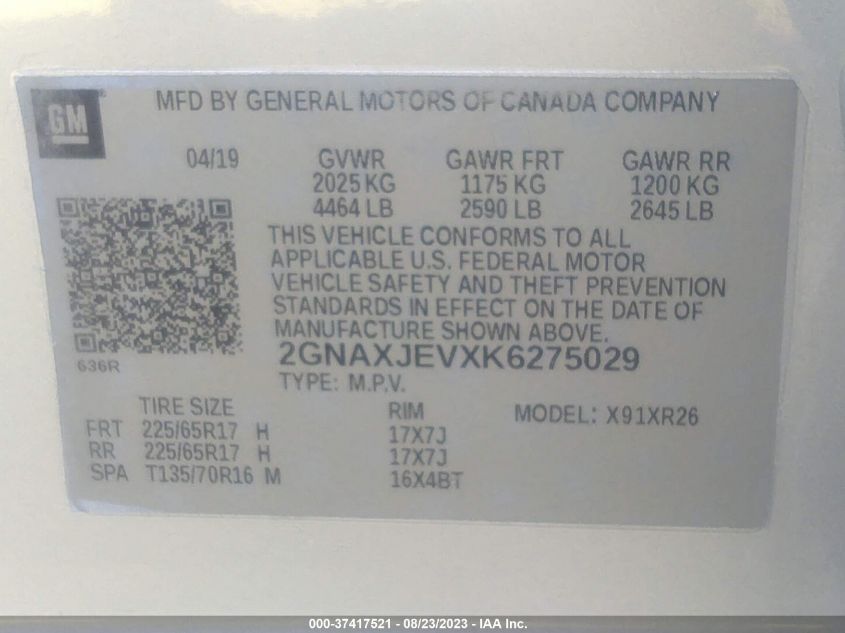 GM
MFD BY GENERAL MOTORS OF CANADA COMPANY
04/19 GVWR GAWR FRT GAWR RR
2025 KG 1175 KG 1200 KG
4464 LB 2590 LB 2645 LB
THIS VEHICLE CONFORMS TO ALL
APPLICABLE U.S. FEDERAL MOTOR
VEHICLE SAFETY AND THEFT PREVENTION
STANDARDS IN EFFECT ON THE DATE OF
MANUFACTURE SHOWN ABOVE.
2GNAXJEVXK6275029
636R
TYPE: M.P.V.
TIRE SIZE RIM MODEL: X91XR26
FRT 225/65R17 H 17X7J
RR 225/65R17 H 17X7J
SPA T135/70R16 M 16X4BT
000-37417521 - 08/23/2023 - IAA Inc.